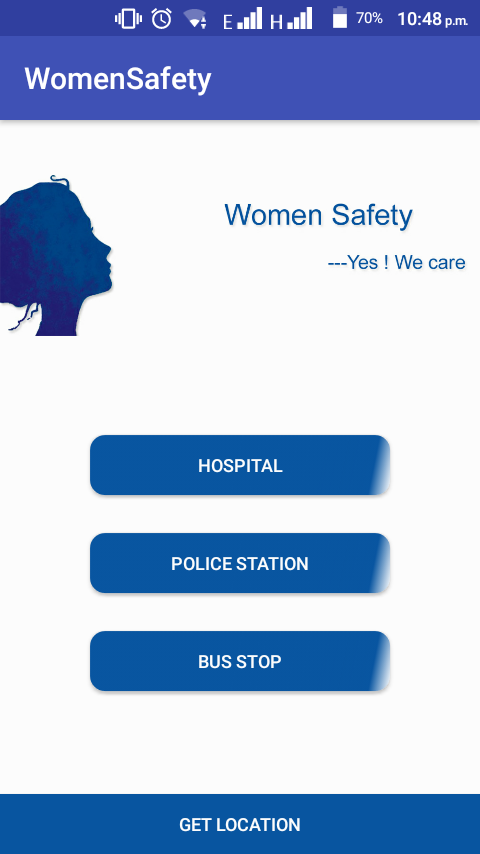 E H 70% 10:48 p.m.
WomenSafety
Women Safety
---Yes ! We care
HOSPITAL
POLICE STATION
BUS STOP
GET LOCATION